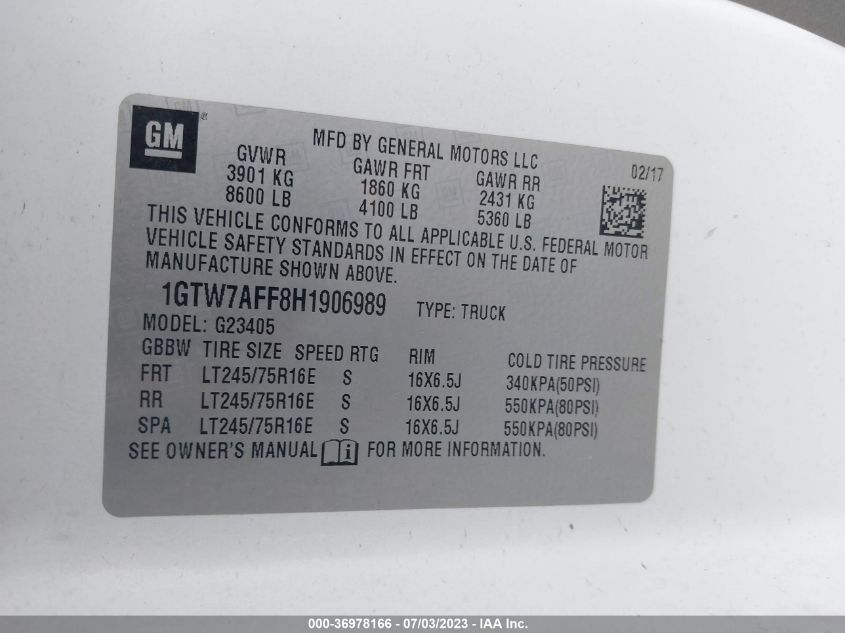 GM
MFD BY GENERAL MOTORS LLC
02/17
GVWR GAWR FRT GAWR RR
3901 KG 1860 KG 2431 KG
8600 LB 4100 LB 5360 LB
THIS VEHICLE CONFORMS TO ALL APPLICABLE U.S. FEDERAL MOTOR
VEHICLE SAFETY STANDARDS IN EFFECT ON THE DATE OF
MANUFACTURE SHOWN ABOVE.
1GTW7AFF8H1906989 TYPE: TRUCK
MODEL: G23405
GBBW TIRE SIZE SPEED RTG RIM COLD TIRE PRESSURE
FRT LT245/75R16E S 16X6.5J 340KPA(50PSI)
RR LT245/75R16E S 16X6.5J 550KPA(80PSI)
SPA LT245/75R16E S 16X6.5J 550KPA(80PSI)
SEE OWNER'S MANUAL i FOR MORE INFORMATION.
000-36978166 - 07/03/2023 - IAA Inc.